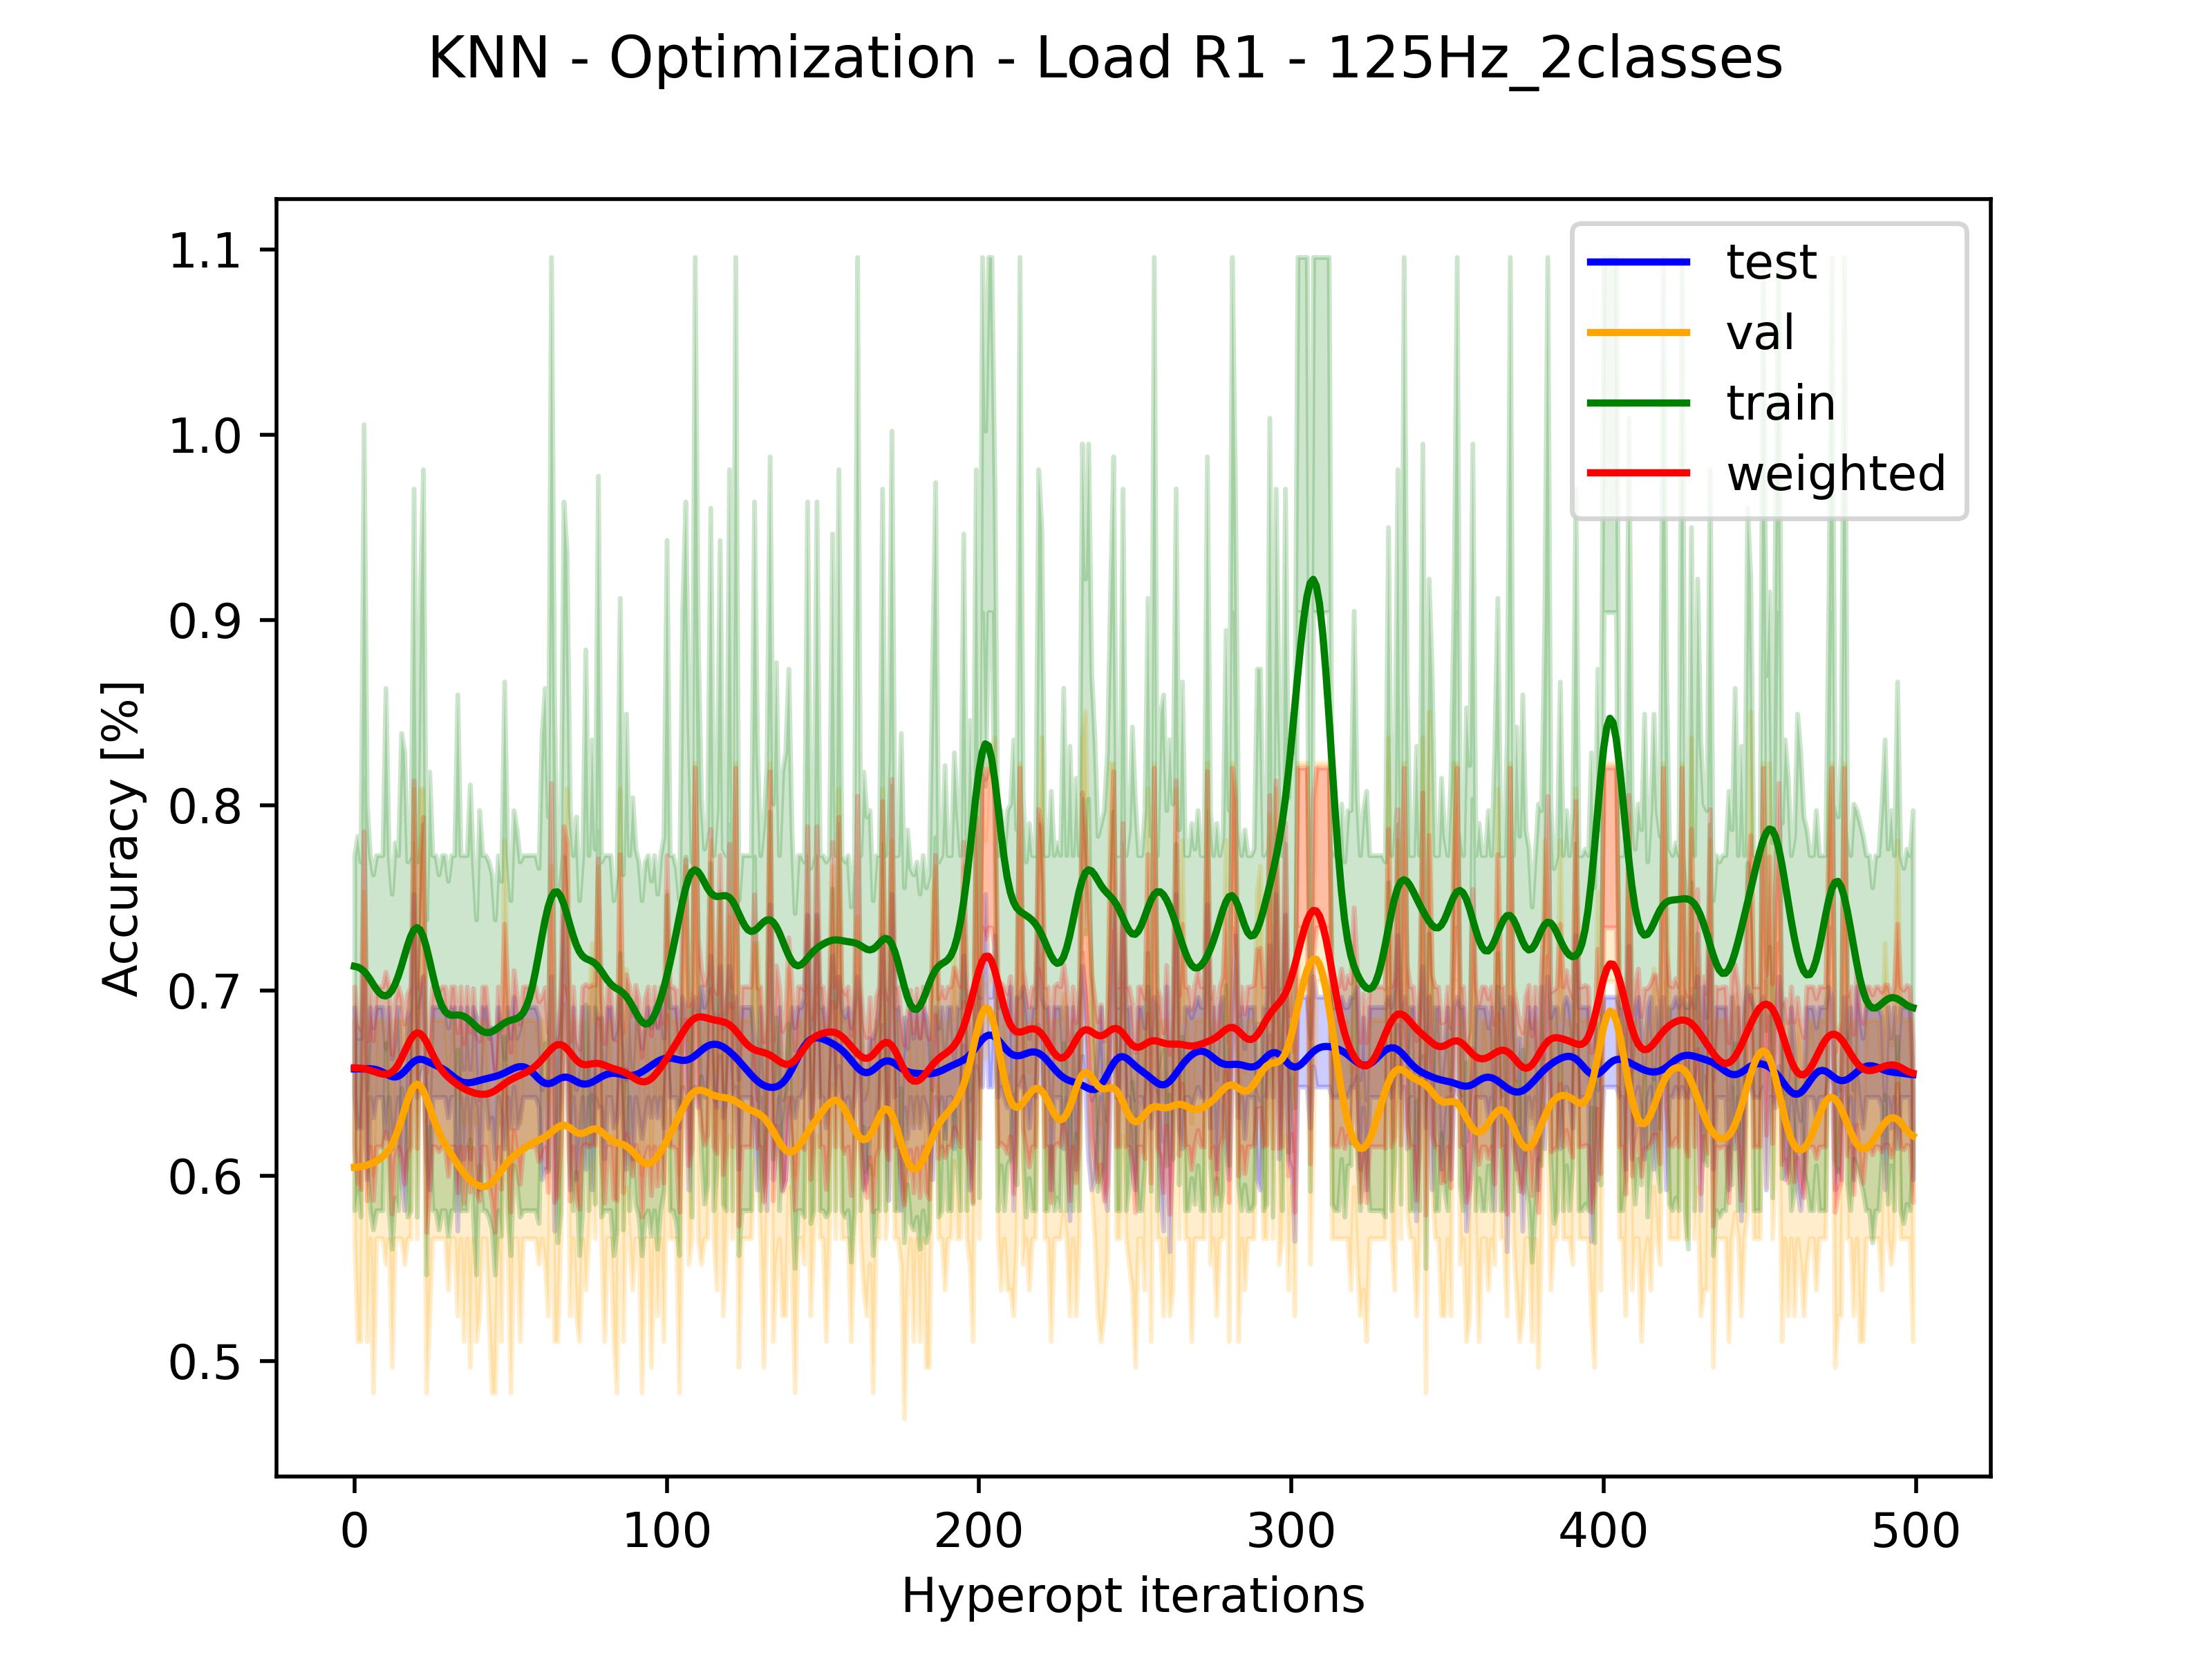 KNN - Optimization - Load R1 - 125Hz_2classes
1.1
1.0
0.9
0.8
0.7
0.6
0.5
Accuracy [%]
test
val
train
weighted
0 100 200 300 400 500
Hyperopt iterations